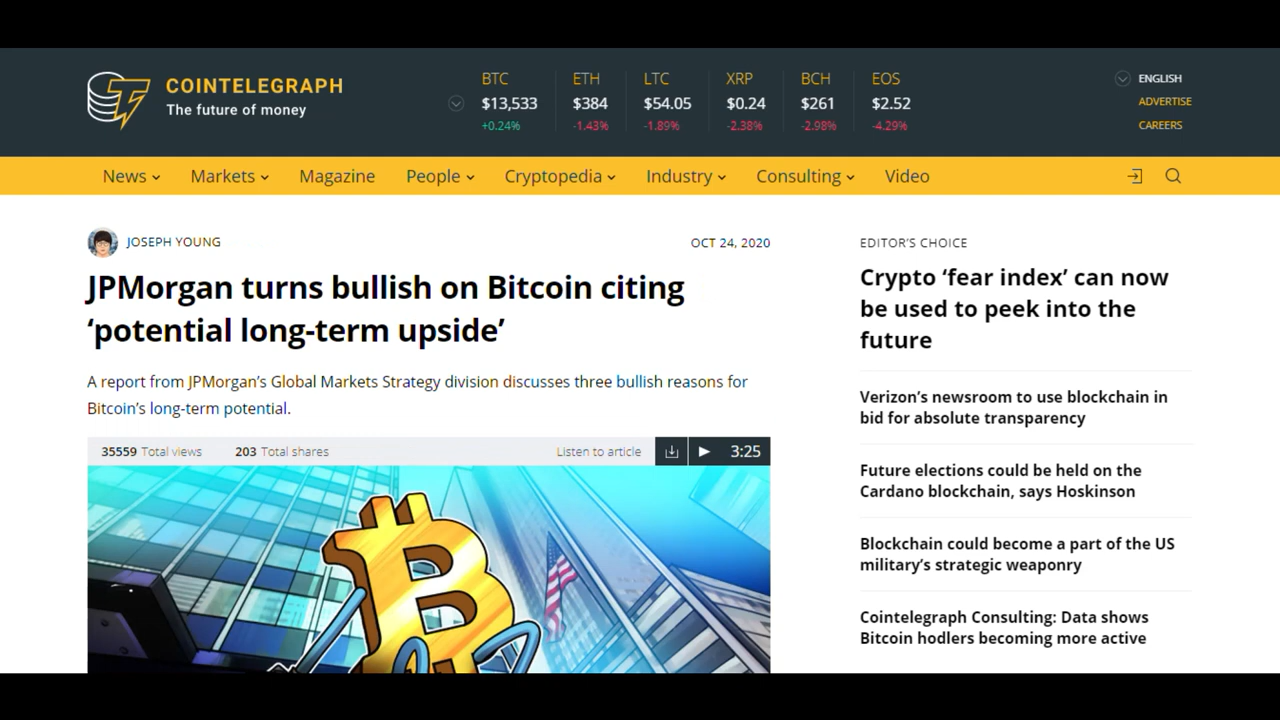 COINTELEGRAPH
The future of money
BTC ETH LTC XRP BCH EOS
$13,533 $384 $54.05 $0.24 $261 $2.52
+0.24% -1.43% -1.89% -2.38% -2.98% -4.29%
ENGLISH
ADVERTISE
CAREERS
News Markets Magazine People Cryptopedia Industry Consulting Video
JOSEPH YOUNG
OCT 24, 2020
JPMorgan turns bullish on Bitcoin citing
‘potential long-term upside’
A report from JPMorgan’s Global Markets Strategy division discusses three bullish reasons for
Bitcoin’s long-term potential.
35559 Total views 203 Total shares Listen to article 3:25
EDITOR’S CHOICE
Crypto ‘fear index’ can now
be used to peek into the
future
Verizon’s newsroom to use blockchain in
bid for absolute transparency
Future elections could be held on the
Cardano blockchain, says Hoskinson
Blockchain could become a part of the US
military’s strategic weaponry
Cointelegraph Consulting: Data shows
Bitcoin hodlers becoming more active